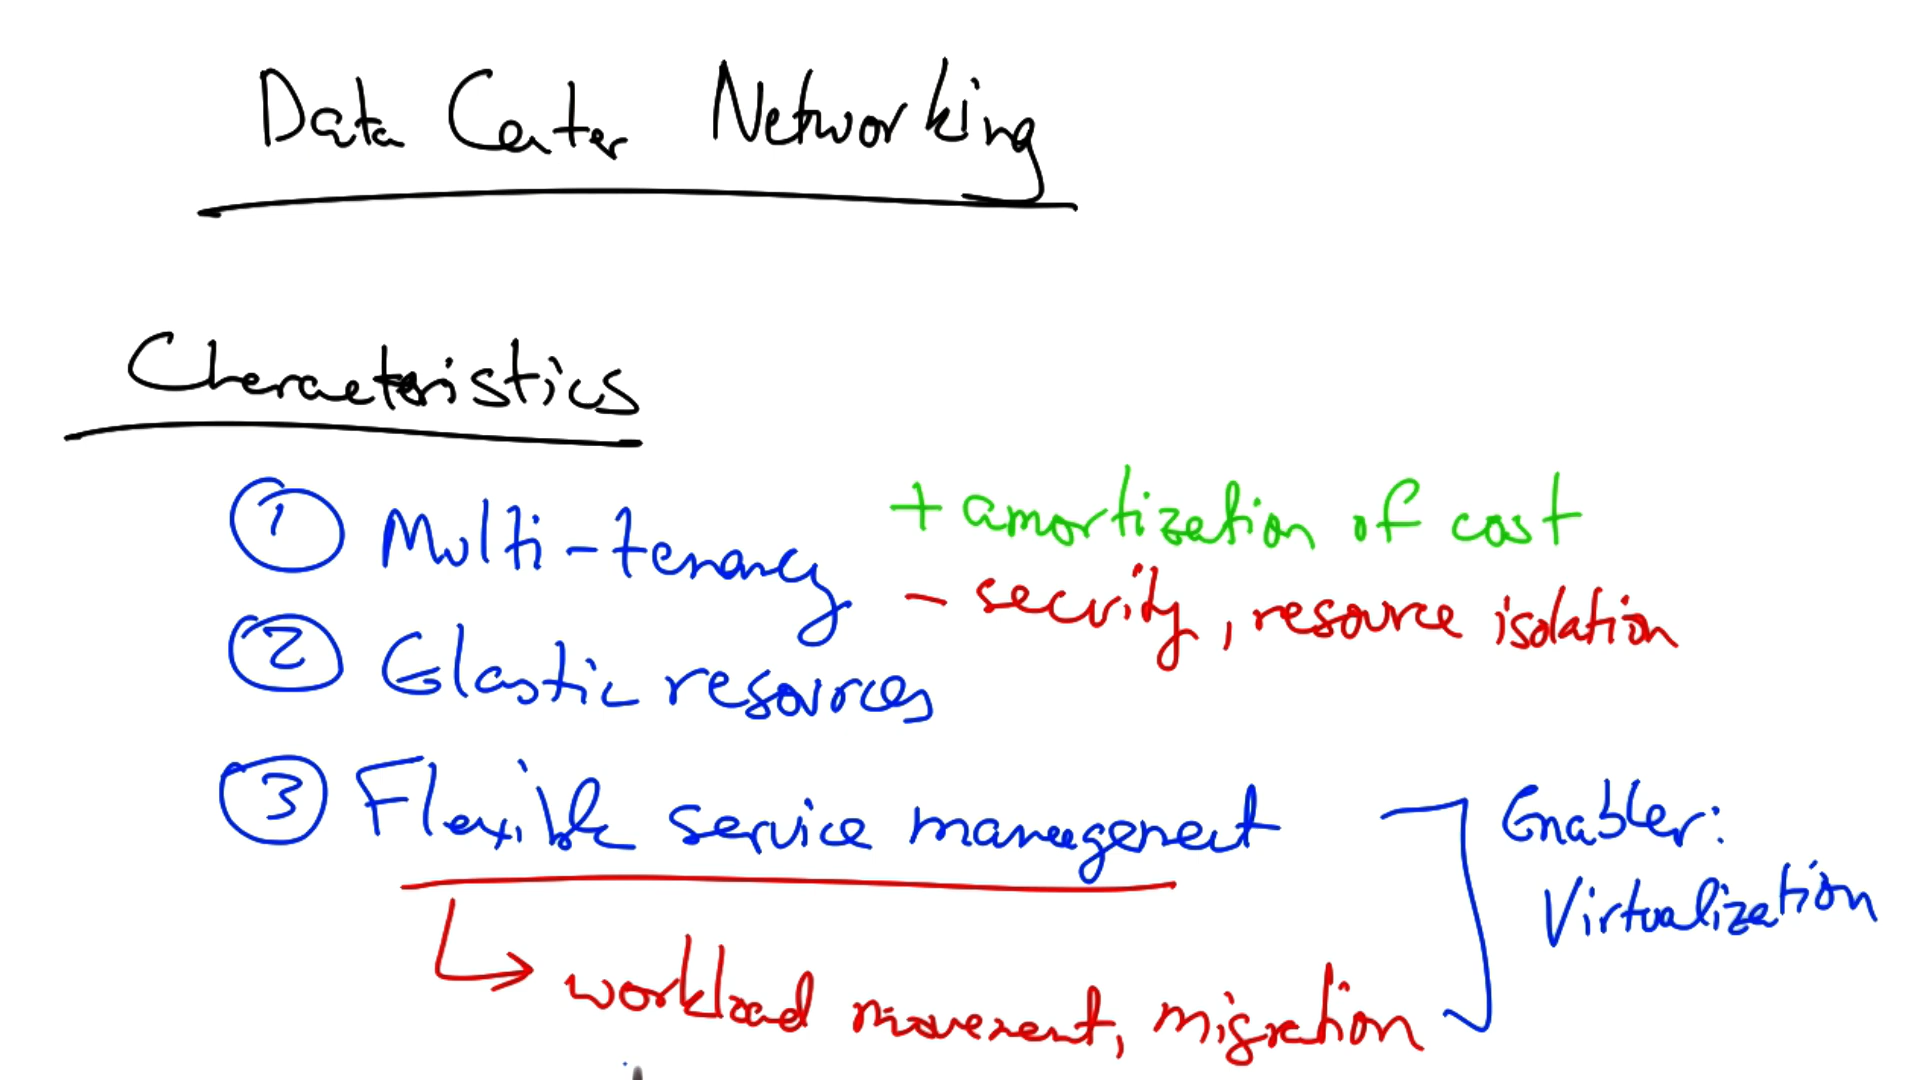 Data Center Networking
Characteristics
1 Multi-tenancy
+ amortization of cost
- security, resource isolation
2 Elastic resources
3 Flexible service management
Enabler:
Virtualization
workload movement, migration